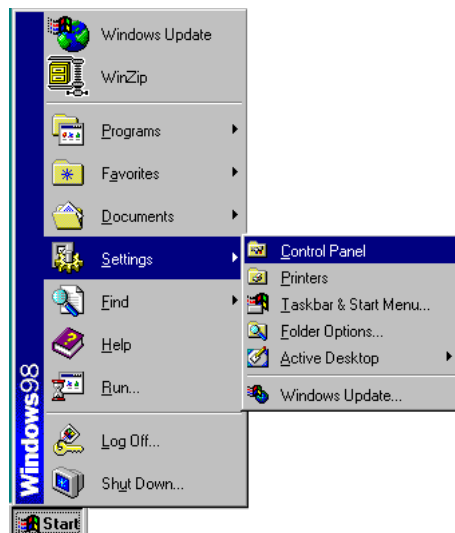 Windows Update
WinZip
Programs
Favorites
Documents
Settings
Find
Help
Run...
Log Off...
Shut Down...
Control Panel
Printers
Taskbar & Start Menu...
Folder Options...
Active Desktop
Windows Update...
Windows98
Start